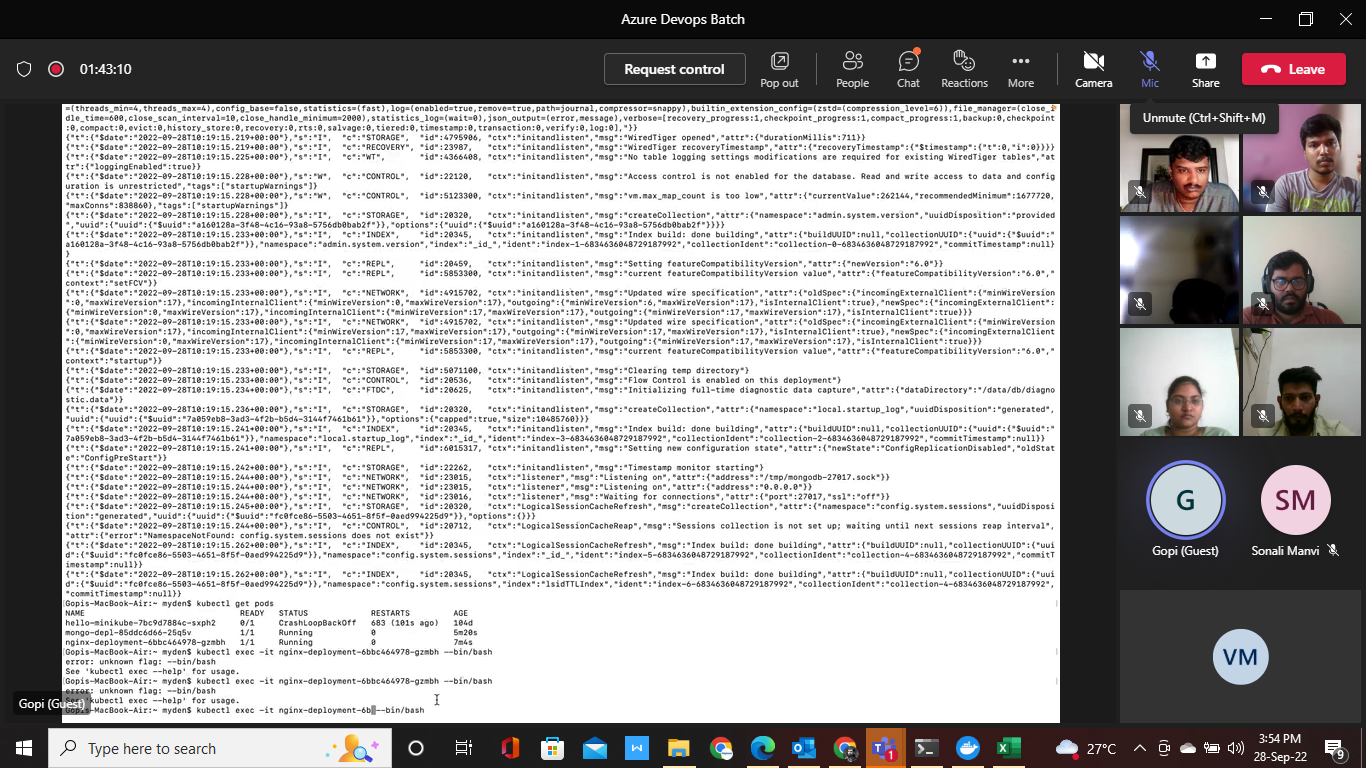 Azure Devops Batch
01:43:10
Request control
Pop out
People
Chat
Reactions
More
Camera
Mic
Share
Leave
Unmute (Ctrl+Shift+M)
=(threads_min=4,threads_max=4),config_base=false,statistics=(fast),log=(enabled=true,remove=true,path=journal,compressor=snappy),builtin_extension_config=(zstd=(compression_level=6)),file_manager=(close_i
dle_time=600,close_scan_interval=10,close_handle_minimum=2000),statistics_log=(wait=0),json_output=(error,message),verbose=[recovery_progress:1,checkpoint_progress:1,compact_progress:1,backup:0,checkpoint:
0,compact:0,evict:0,history_store:0,recovery:0,rts:0,salvage:0,tiered:0,timestamp:0,transaction:0,verify:0,log:0],"}}
{"t":{"$date":"2022-09-28T10:19:15.219+00:00"},"s":"I", "c":"STORAGE", "id":4795906, "ctx":"initandlisten","msg":"WiredTiger opened","attr":{"durationMillis":711}}
{"t":{"$date":"2022-09-28T10:19:15.219+00:00"},"s":"I", "c":"RECOVERY", "id":23987, "ctx":"initandlisten","msg":"WiredTiger recoveryTimestamp","attr":{"recoveryTimestamp":{"$timestamp":{"t":0,"i":0}}}}
{"t":{"$date":"2022-09-28T10:19:15.225+00:00"},"s":"I", "c":"WT", "id":4366408, "ctx":"initandlisten","msg":"No table logging settings modifications are required for existing WiredTiger tables","at
tr":{"loggingEnabled":true}}
{"t":{"$date":"2022-09-28T10:19:15.228+00:00"},"s":"W", "c":"CONTROL", "id":22120, "ctx":"initandlisten","msg":"Access control is not enabled for the database. Read and write access to data and config
uration is unrestricted","tags":["startupWarnings"]}
{"t":{"$date":"2022-09-28T10:19:15.228+00:00"},"s":"W", "c":"CONTROL", "id":5123300, "ctx":"initandlisten","msg":"vm.max_map_count is too low","attr":{"currentValue":262144,"recommendedMinimum":1677720,
"maxConns":838860},"tags":["startupWarnings"]}
{"t":{"$date":"2022-09-28T10:19:15.228+00:00"},"s":"I", "c":"STORAGE", "id":20320, "ctx":"initandlisten","msg":"createCollection","attr":{"namespace":"admin.system.version","uuidDisposition":"provided
","uuid":{"uuid":{"$uuid":"a160128a-3f48-4c16-93a8-5756db0bab2f"}},"options":{"uuid":{"$uuid":"a160128a-3f48-4c16-93a8-5756db0bab2f"}}}}
{"t":{"$date":"2022-09-28T10:19:15.233+00:00"},"s":"I", "c":"INDEX", "id":20345, "ctx":"initandlisten","msg":"Index build: done building","attr":{"buildUUID":null,"collectionUUID":{"uuid":{"$uuid":"
a160128a-3f48-4c16-93a8-5756db0bab2f"}},"namespace":"admin.system.version","index":"_id_","ident":"index-1-6834636048729187992","collectionIdent":"collection-0-6834636048729187992","commitTimestamp":null}
}
{"t":{"$date":"2022-09-28T10:19:15.233+00:00"},"s":"I", "c":"REPL", "id":20459, "ctx":"initandlisten","msg":"Setting featureCompatibilityVersion","attr":{"newVersion":"6.0"}}
{"t":{"$date":"2022-09-28T10:19:15.233+00:00"},"s":"I", "c":"REPL", "id":5853300, "ctx":"initandlisten","msg":"current featureCompatibilityVersion value","attr":{"featureCompatibilityVersion":"6.0","
context":"setFCV"}}
{"t":{"$date":"2022-09-28T10:19:15.233+00:00"},"s":"I", "c":"NETWORK", "id":4915702, "ctx":"initandlisten","msg":"Updated wire specification","attr":{"oldSpec":{"incomingExternalClient":{"minWireVersion
":0,"maxWireVersion":17},"incomingInternalClient":{"minWireVersion":0,"maxWireVersion":17},"outgoing":{"minWireVersion":6,"maxWireVersion":17},"isInternalClient":true},"newSpec":{"incomingExternalClient":
{"minWireVersion":0,"maxWireVersion":17},"incomingInternalClient":{"minWireVersion":17,"maxWireVersion":17},"outgoing":{"minWireVersion":17,"maxWireVersion":17},"isInternalClient":true}}}
{"t":{"$date":"2022-09-28T10:19:15.233+00:00"},"s":"I", "c":"NETWORK", "id":4915702, "ctx":"initandlisten","msg":"Updated wire specification","attr":{"oldSpec":{"incomingExternalClient":{"minWireVersion
":0,"maxWireVersion":17},"incomingInternalClient":{"minWireVersion":17,"maxWireVersion":17},"outgoing":{"minWireVersion":17,"maxWireVersion":17},"isInternalClient":true},"newSpec":{"incomingExternalClient
":{"minWireVersion":0,"maxWireVersion":17},"incomingInternalClient":{"minWireVersion":17,"maxWireVersion":17},"outgoing":{"minWireVersion":17,"maxWireVersion":17},"isInternalClient":true}}}
{"t":{"$date":"2022-09-28T10:19:15.233+00:00"},"s":"I", "c":"REPL", "id":5853300, "ctx":"initandlisten","msg":"current featureCompatibilityVersion value","attr":{"featureCompatibilityVersion":"6.0","
context":"startup"}}
{"t":{"$date":"2022-09-28T10:19:15.233+00:00"},"s":"I", "c":"STORAGE", "id":5071100, "ctx":"initandlisten","msg":"Clearing temp directory"}
{"t":{"$date":"2022-09-28T10:19:15.233+00:00"},"s":"I", "c":"CONTROL", "id":20536, "ctx":"initandlisten","msg":"Flow Control is enabled on this deployment"}
{"t":{"$date":"2022-09-28T10:19:15.234+00:00"},"s":"I", "c":"FTDC", "id":20625, "ctx":"initandlisten","msg":"Initializing full-time diagnostic data capture","attr":{"dataDirectory":"/data/db/diagno
stic.data"}}
{"t":{"$date":"2022-09-28T10:19:15.236+00:00"},"s":"I", "c":"STORAGE", "id":20320, "ctx":"initandlisten","msg":"createCollection","attr":{"namespace":"local.startup_log","uuidDisposition":"generated",
"uuid":{"uuid":{"$uuid":"7a059eb8-3ad3-4f2b-b5d4-3144f7461b61"}},"options":{"capped":true,"size":10485760}}}
{"t":{"$date":"2022-09-28T10:19:15.241+00:00"},"s":"I", "c":"INDEX", "id":20345, "ctx":"initandlisten","msg":"Index build: done building","attr":{"buildUUID":null,"collectionUUID":{"uuid":{"$uuid":"
7a059eb8-3ad3-4f2b-b5d4-3144f7461b61"}},"namespace":"local.startup_log","index":"_id_","ident":"index-3-6834636048729187992","collectionIdent":"collection-2-6834636048729187992","commitTimestamp":null}}
{"t":{"$date":"2022-09-28T10:19:15.241+00:00"},"s":"I", "c":"REPL", "id":6015317, "ctx":"initandlisten","msg":"Setting new configuration state","attr":{"newState":"ConfigReplicationDisabled","oldStat
e":"ConfigPreStart"}}
{"t":{"$date":"2022-09-28T10:19:15.242+00:00"},"s":"I", "c":"STORAGE", "id":22262, "ctx":"initandlisten","msg":"Timestamp monitor starting"}
{"t":{"$date":"2022-09-28T10:19:15.244+00:00"},"s":"I", "c":"NETWORK", "id":23015, "ctx":"listener","msg":"Listening on","attr":{"address":"/tmp/mongodb-27017.sock"}}
{"t":{"$date":"2022-09-28T10:19:15.244+00:00"},"s":"I", "c":"NETWORK", "id":23015, "ctx":"listener","msg":"Listening on","attr":{"address":"0.0.0.0"}}
{"t":{"$date":"2022-09-28T10:19:15.244+00:00"},"s":"I", "c":"NETWORK", "id":23016, "ctx":"listener","msg":"Waiting for connections","attr":{"port":27017,"ssl":"off"}}
{"t":{"$date":"2022-09-28T10:19:15.245+00:00"},"s":"I", "c":"STORAGE", "id":20320, "ctx":"LogicalSessionCacheRefresh","msg":"createCollection","attr":{"namespace":"config.system.sessions","uuidDisposi
tion":"generated","uuid":{"uuid":{"$uuid":"fc0fce86-5503-4651-8f5f-0aed994225d9"}},"options":{}}}
{"t":{"$date":"2022-09-28T10:19:15.244+00:00"},"s":"I", "c":"CONTROL", "id":20712, "ctx":"LogicalSessionCacheReap","msg":"Sessions collection is not set up; waiting until next sessions reap interval",
"attr":{"error":"NamespaceNotFound: config.system.sessions does not exist"}}
{"t":{"$date":"2022-09-28T10:19:15.262+00:00"},"s":"I", "c":"INDEX", "id":20345, "ctx":"LogicalSessionCacheRefresh","msg":"Index build: done building","attr":{"buildUUID":null,"collectionUUID":{"uui
d":{"$uuid":"fc0fce86-5503-4651-8f5f-0aed994225d9"}},"namespace":"config.system.sessions","index":"_id_","ident":"index-5-6834636048729187992","collectionIdent":"collection-4-6834636048729187992","commitT
imestamp":null}}
{"t":{"$date":"2022-09-28T10:19:15.262+00:00"},"s":"I", "c":"INDEX", "id":20345, "ctx":"LogicalSessionCacheRefresh","msg":"Index build: done building","attr":{"buildUUID":null,"collectionUUID":{"uui
d":{"$uuid":"fc0fce86-5503-4651-8f5f-0aed994225d9"}},"namespace":"config.system.sessions","index":"lsidTTLIndex","ident":"index-6-6834636048729187992","collectionIdent":"collection-4-6834636048729187992",
"commitTimestamp":null}}
Gopis-MacBook-Air:~ myden$ kubectl get pods
NAME READY STATUS RESTARTS AGE
hello-minikube-7bc9d7884c-sxph2 0/1 CrashLoopBackOff 683 (101s ago) 104d
mongo-depl-85ddc6d66-25q5v 1/1 Running 0 5m20s
nginx-deployment-6bbc464978-gzmbh 1/1 Running 0 7m4s
Gopis-MacBook-Air:~ myden$ kubectl exec -it nginx-deployment-6bbc464978-gzmbh --bin/bash
error: unknown flag: --bin/bash
See 'kubectl exec --help' for usage.
Gopis-MacBook-Air:~ myden$ kubectl exec -it nginx-deployment-6bbc464978-gzmbh --bin/bash
error: unknown flag: --bin/bash
See 'kubectl exec --help' for usage.
Gopis-MacBook-Air:~ myden$ kubectl exec -it nginx-deployment-6b --bin/bash
Gopi (Guest)
G
Gopi (Guest)
SM
Sonali Manvi
VM
Type here to search
W
1
27°C
3:54 PM
28-Sep-22
9